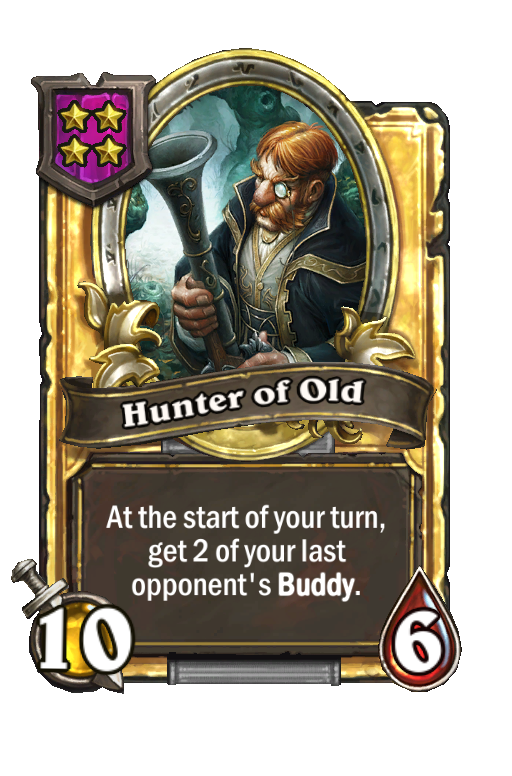 Hunter of Old
At the start of your turn,
get 2 of your last
opponent's Buddy.
10
6